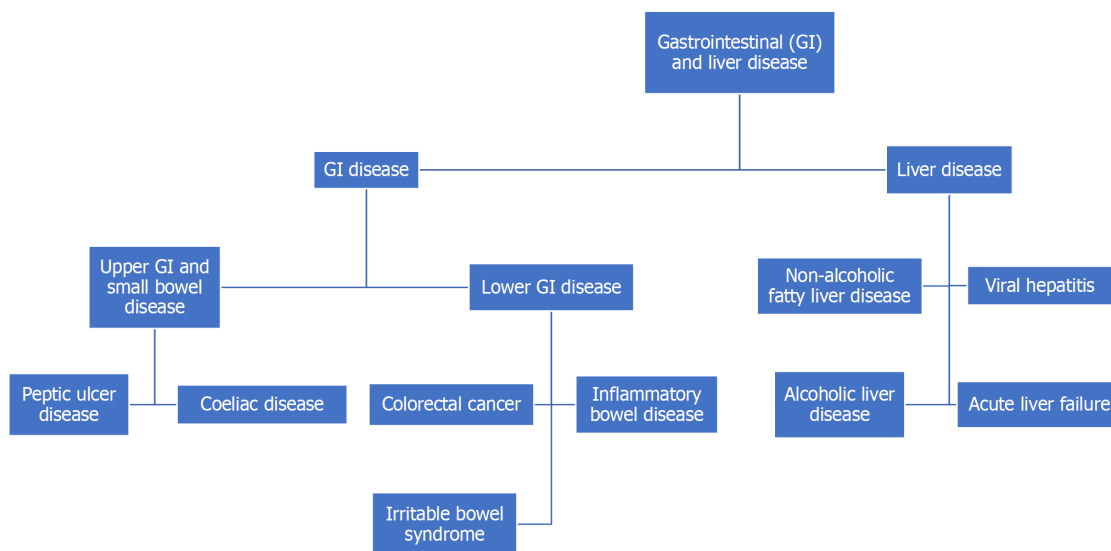 Gastrointestinal (GI)
and liver disease
GI disease
Liver disease
Upper GI and
small bowel
disease
Lower GI disease
Non-alcoholic
fatty liver disease
Viral hepatitis
Peptic ulcer
disease
Coeliac disease
Colorectal cancer
Inflammatory
bowel disease
Alcoholic liver
disease
Acute liver failure
Irritable bowel
syndrome